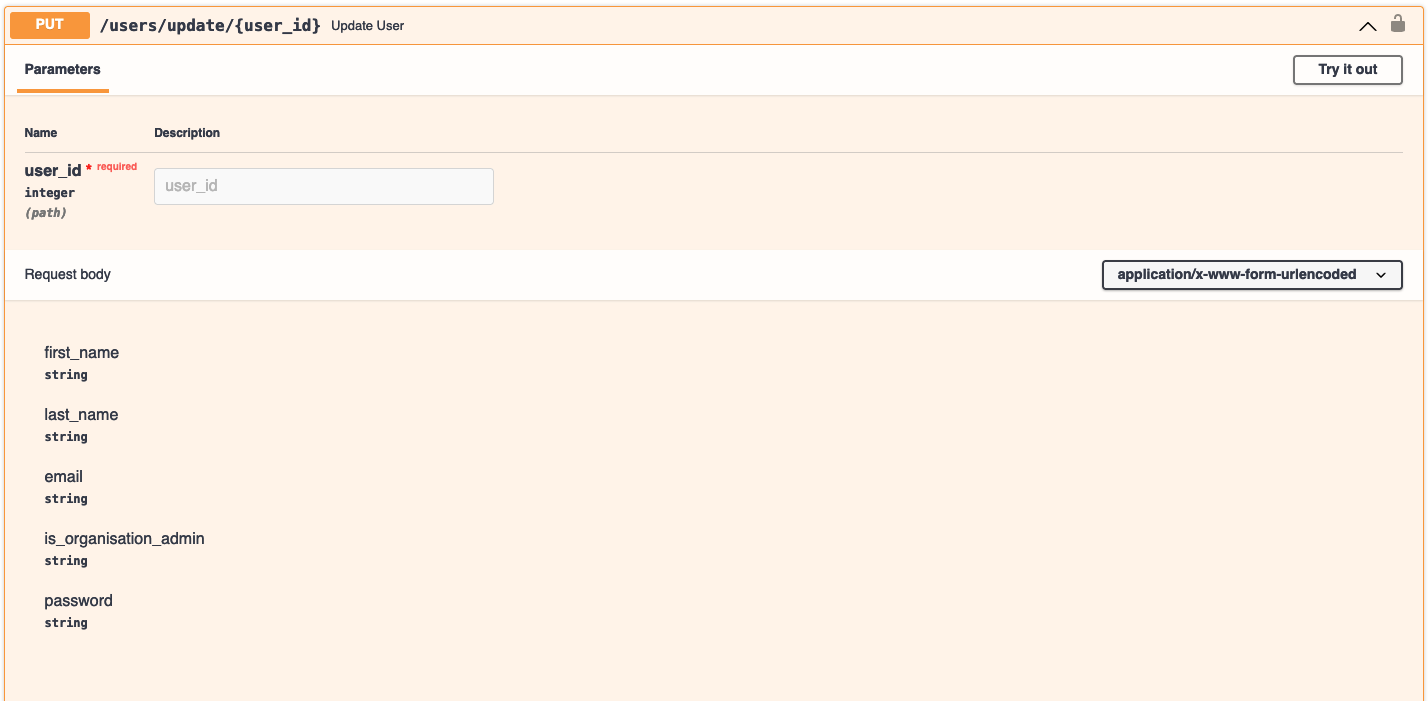 PUT /users/update/{user_id} Update User
Parameters Try it out
Name Description
user_id * required user_id
integer
(path)
Request body application/x-www-form-urlencoded
first_name
string
last_name
string
email
string
is_organisation_admin
string
password
string